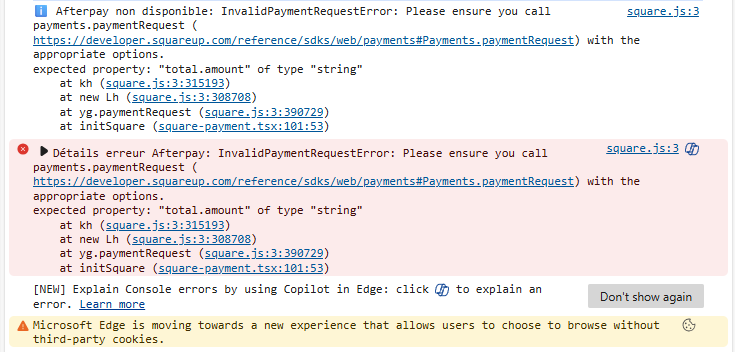 Afterpay non disponible: InvalidPaymentRequestError: Please ensure you call square.js:3
payments.paymentRequest (
https://developer.squareup.com/reference/sdks/web/payments#Payments.paymentRequest) with the
appropriate options.
expected property: "total.amount" of type "string"
at kh (square.js:3:315193)
at new Lh (square.js:3:308708)
at yg.paymentRequest (square.js:3:390729)
at initSquare (square-payment.tsx:101:53)
Détails erreur Afterpay: InvalidPaymentRequestError: Please ensure you call square.js:3
payments.paymentRequest (
https://developer.squareup.com/reference/sdks/web/payments#Payments.paymentRequest) with the
appropriate options.
expected property: "total.amount" of type "string"
at kh (square.js:3:315193)
at new Lh (square.js:3:308708)
at yg.paymentRequest (square.js:3:390729)
at initSquare (square-payment.tsx:101:53)
[NEW] Explain Console errors by using Copilot in Edge: click to explain an
error. Learn more
Don't show again
Microsoft Edge is moving towards a new experience that allows users to choose to browse without
third-party cookies.